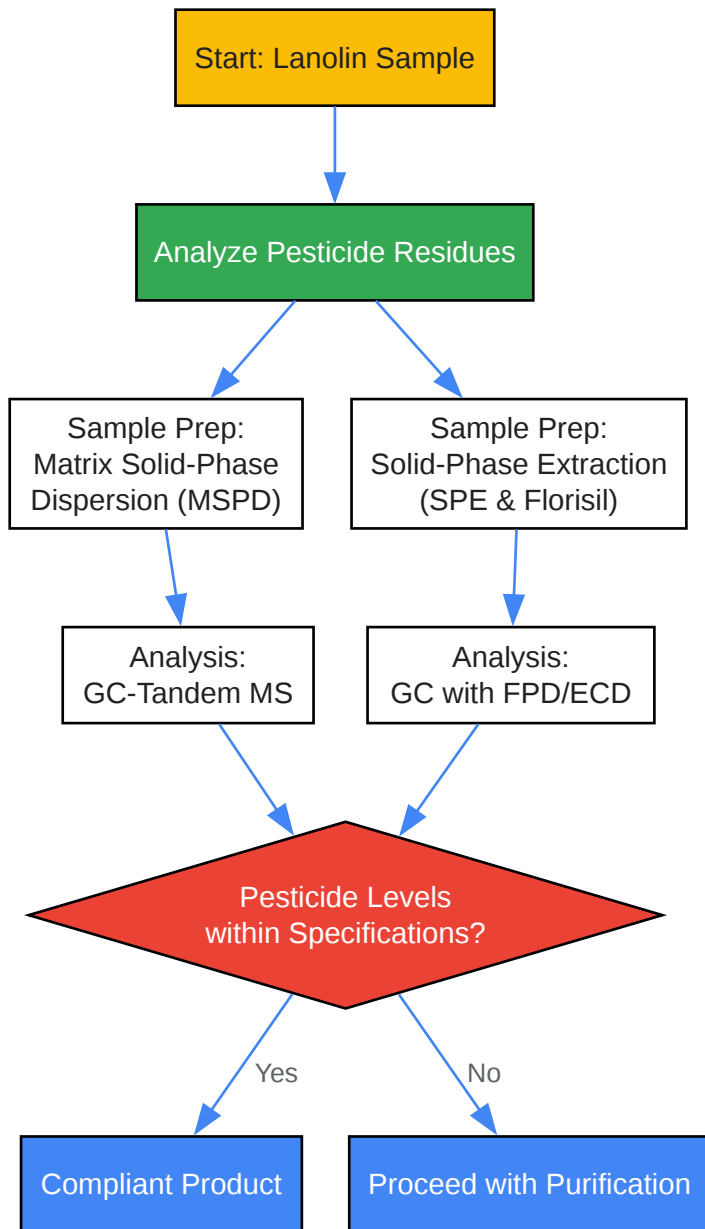 Start: Lanolin Sample
Analyze Pesticide Residues
Sample Prep:
Matrix Solid-Phase
Dispersion (MSPD)
Sample Prep:
Solid-Phase Extraction
(SPE & Florisil)
Analysis:
GC-Tandem MS
Analysis:
GC with FPD/ECD
Pesticide Levels
within Specifications?
Yes
No
Compliant Product
Proceed with Purification